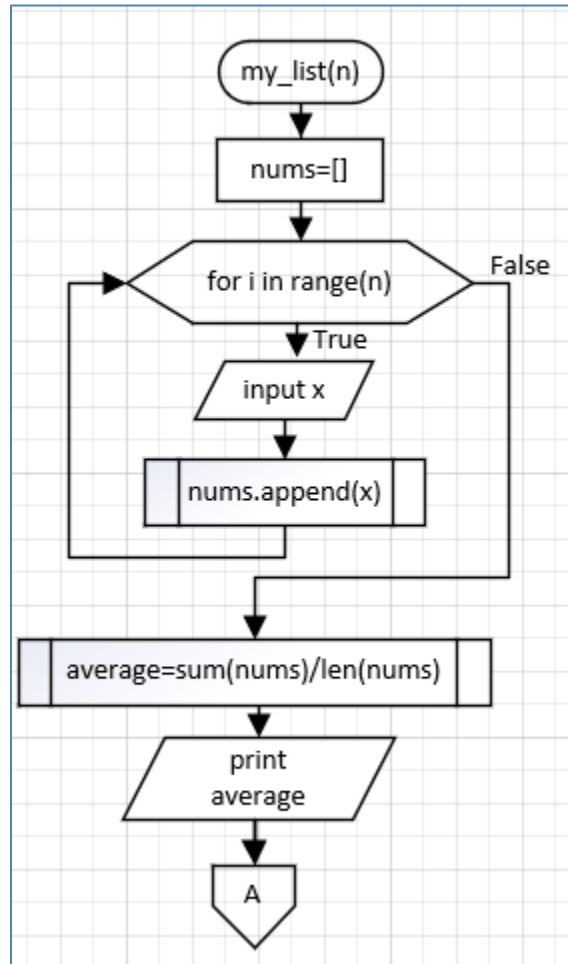 my_list(n)
nums=[]
for i in range(n)
False
True
input x
nums.append(x)
average=sum(nums)/len(nums)
print
average
A